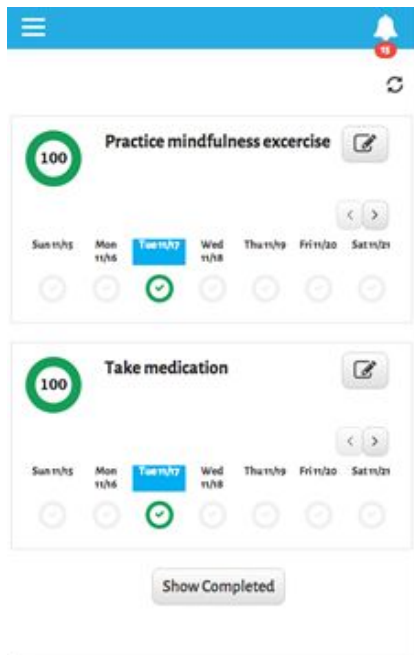 15
100 Practice mindfulness excercise
Sun 11/15 Mon 11/16 Tue 11/17 Wed 11/18 Thu 11/19 Fri 11/20 Sat 11/21
100 Take medication
Sun 11/15 Mon 11/16 Tue 11/17 Wed 11/18 Thu 11/19 Fri 11/20 Sat 11/21
Show Completed